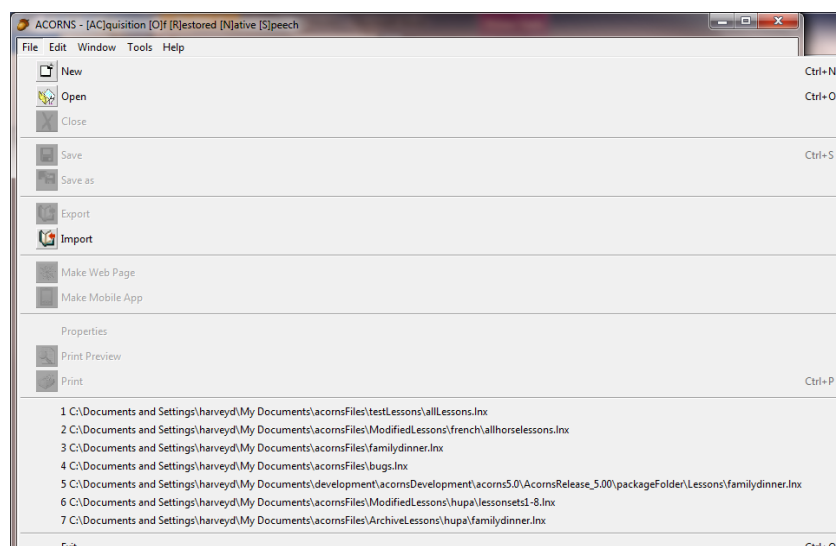 ACORNS - [AC]quisition [O]f [R]estored [N]ative [S]peech
File Edit Window Tools Help
New Ctrl+N
Open Ctrl+O
Close
Save Ctrl+S
Save as
Export
Import
Make Web Page
Make Mobile App
Properties
Print Preview
Print Ctrl+P
1 C:\Documents and Settings\harveyd\My Documents\acornsFiles\testLessons\allLessons.lnx
2 C:\Documents and Settings\harveyd\My Documents\acornsFiles\ModifiedLessons\french\allhorselessons.lnx
3 C:\Documents and Settings\harveyd\My Documents\acornsFiles\familydinner.lnx
4 C:\Documents and Settings\harveyd\My Documents\acornsFiles\bugs.lnx
5 C:\Documents and Settings\harveyd\My Documents\development\acornsDevelopment\acorns5.0\AcornsRelease_5.00\packageFolder\Lessons\familydinner.lnx
6 C:\Documents and Settings\harveyd\My Documents\acornsFiles\ModifiedLessons\hupa\lessonsets1-8.lnx
7 C:\Documents and Settings\harveyd\My Documents\acornsFiles\ArchiveLessons\hupa\familydinner.lnx